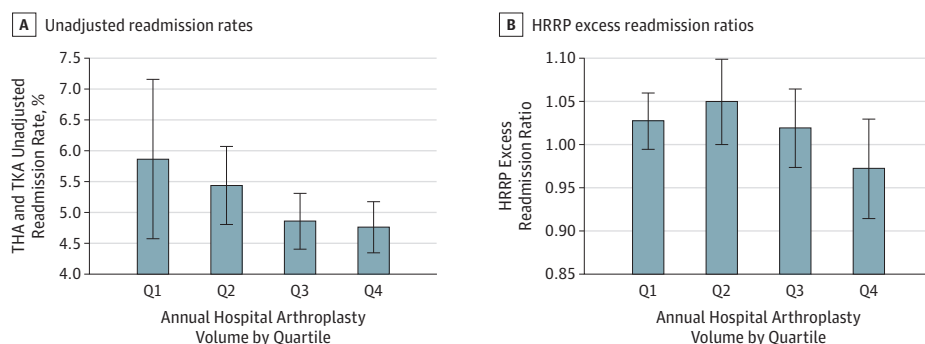 A Unadjusted readmission rates
THA and TKA Unadjusted
Readmission Rate, %
7.5
7.0
6.5
6.0
5.5
5.0
4.5
4.0
Q1 Q2 Q3 Q4
Annual Hospital Arthroplasty
Volume by Quartile
B HRRP excess readmission ratios
HRRP Excess
Readmission Ratio
1.10
1.05
1.00
0.95
0.90
0.85
Q1 Q2 Q3 Q4
Annual Hospital Arthroplasty
Volume by Quartile